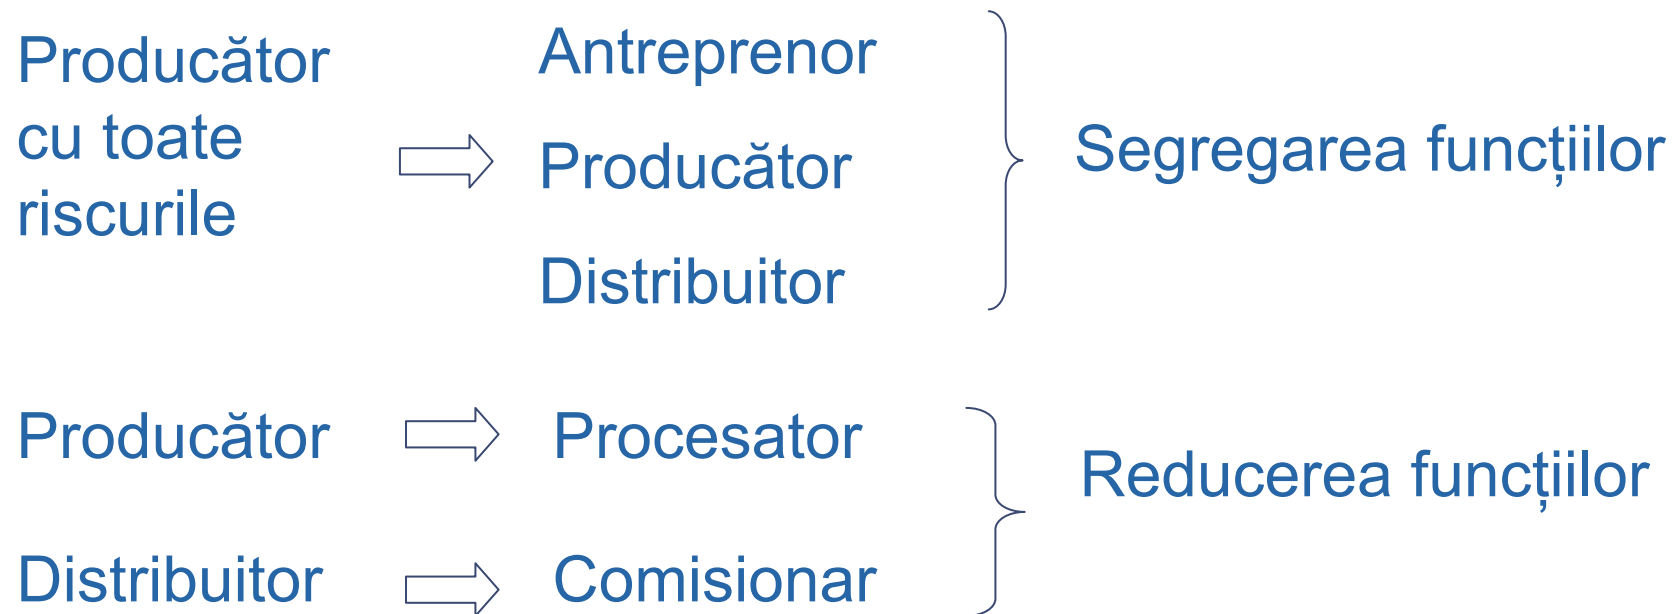 Producător
cu toate
riscurile
Antreprenor
Producător
Distribuitor
Segregarea funcțiilor
Producător
Procesator
Distribuitor
Comisionar
Reducerea funcțiilor